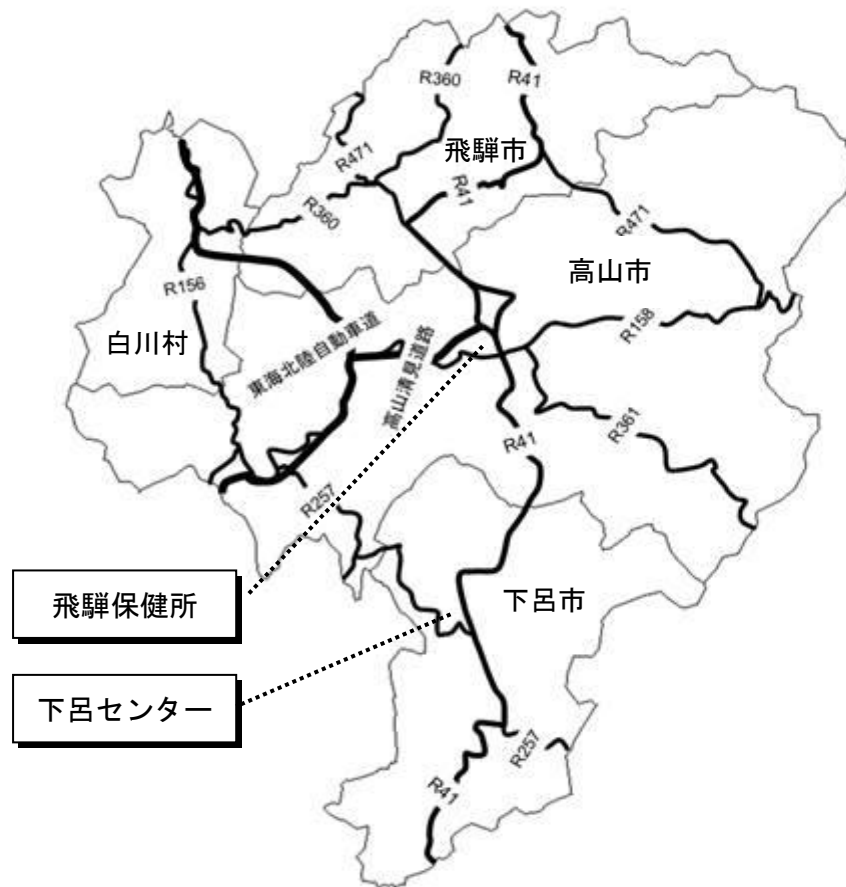 R360
R41
飛騨市
R471
R41
R360
R471
高山市
R156
白川村
東海北陸自動車道
高山清見道路
R158
R361
R41
R257
飛騨保健所
下呂市
下呂センター
R257
R41